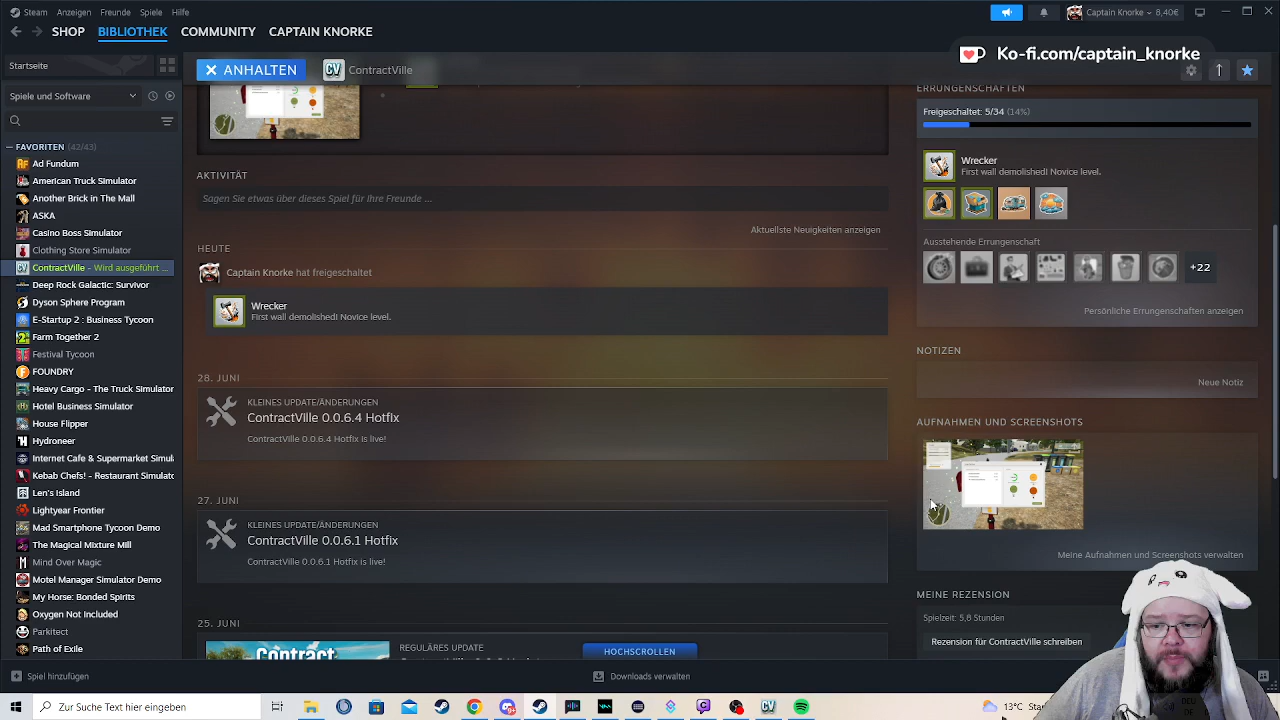 Steam Anzeigen Freunde Spiele Hilfe
Captain Knorke 8,40€
SHOP BIBLIOTHEK COMMUNITY CAPTAIN KNORKE
Ko-fi.com/captain_knorke
Startseite
ANHALTEN
CV ContractVille
Spiele und Software
FAVORITEN (42/43)
Ad Fundum
American Truck Simulator
Another Brick in The Mall
ASKA
Casino Boss Simulator
Clothing Store Simulator
ContractVille - Wird ausgeführt ...
Deep Rock Galactic: Survivor
Dyson Sphere Program
E-Startup 2 : Business Tycoon
Farm Together 2
Festival Tycoon
FOUNDRY
Heavy Cargo - The Truck Simulator
Hotel Business Simulator
House Flipper
Hydroneer
Internet Cafe & Supermarket Simul
Kebab Chefs! - Restaurant Simulat
Len's Island
Lightyear Frontier
Mad Smartphone Tycoon Demo
The Magical Mixture Mill
Mind Over Magic
Motel Manager Simulator Demo
My Horse: Bonded Spirits
Oxygen Not Included
Parkitect
Path of Exile
AKTIVITÄT
Sagen Sie etwas über dieses Spiel für Ihre Freunde ...
Aktuellste Neuigkeiten anzeigen
HEUTE
Captain Knorke hat freigeschaltet
Wrecker
First wall demolished! Novice level.
28. JUNI
KLEINES UPDATE/ÄNDERUNGEN
ContractVille 0.0.6.4 Hotfix
ContractVille 0.0.6.4 Hotfix is live!
27. JUNI
KLEINES UPDATE/ÄNDERUNGEN
ContractVille 0.0.6.1 Hotfix
ContractVille 0.0.6.1 Hotfix is live!
25. JUNI
Contract
REGULÄRES UPDATE
HOCHSCROLLEN
ERRUNGENSCHAFTEN
Freigeschaltet: 5/34 (14%)
Wrecker
First wall demolished! Novice level.
Ausstehende Errungenschaft
+22
Persönliche Errungenschaften anzeigen
NOTIZEN
Neue Notiz
AUFNAHMEN UND SCREENSHOTS
Meine Aufnahmen und Screenshots verwalten
MEINE REZENSION
Spielzeit: 5,8 Stunden
Rezension für ContractVille schreiben
Spiel hinzufügen
Downloads verwalten
Zur Suche Text hier eingeben
CV
13°C